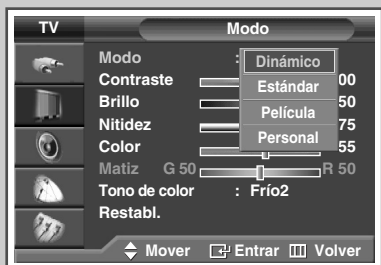 TV Modo
Modo : Dinámico
Contraste 00
Estándar
Brillo 50
Película
Nitidez 75
Personal
Color 55
Matiz G 50 R 50
Tono de color : Frío2
Restabl.
Mover Entrar Volver